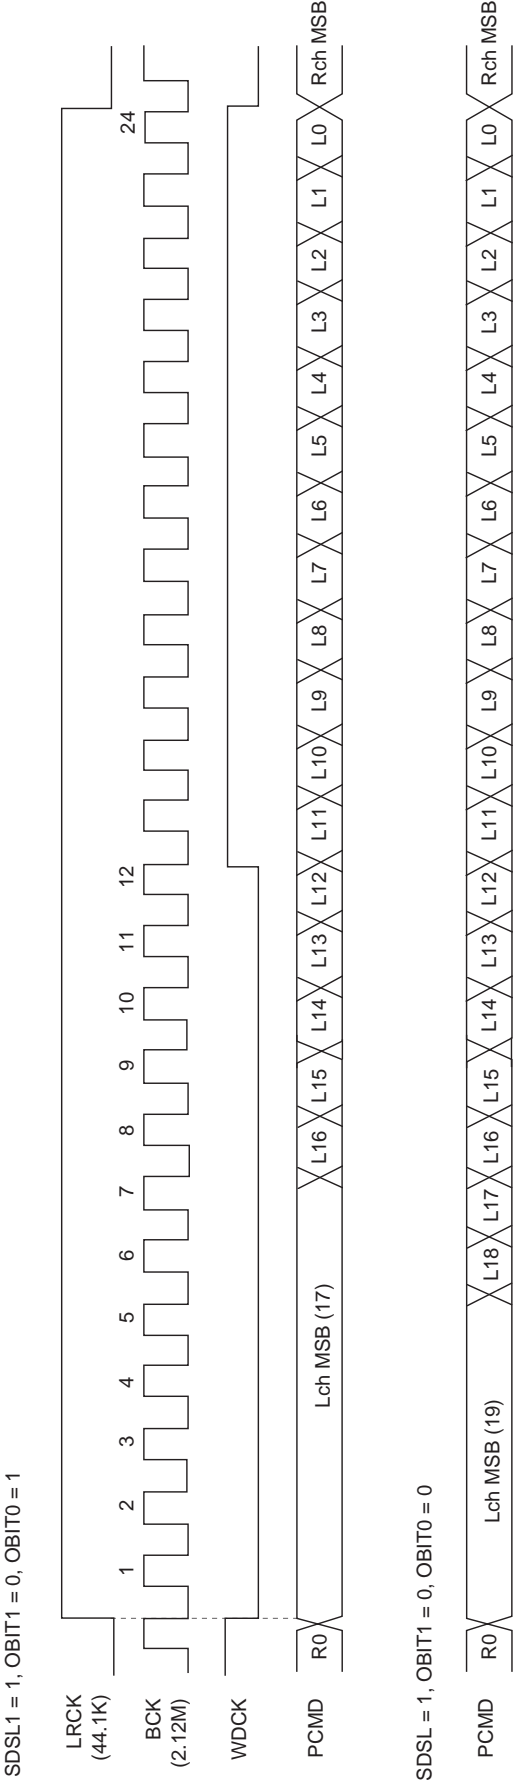 SDSL1 = 1, OBIT1 = 0, OBIT0 = 1
LRCK
(44.1K)
BCK
(2.12M)
1 2 3 4 5 6 7 8 9 10 11 12 24
WDCK
PCMD
R0 Lch MSB (17) L16 L15 L14 L13 L12 L11 L10 L9 L8 L7 L6 L5 L4 L3 L2 L1 L0 Rch MSB
SDSL = 1, OBIT1 = 0, OBIT0 = 0
PCMD
R0 Lch MSB (19) L18 L17 L16 L15 L14 L13 L12 L11 L10 L9 L8 L7 L6 L5 L4 L3 L2 L1 L0 Rch MSB